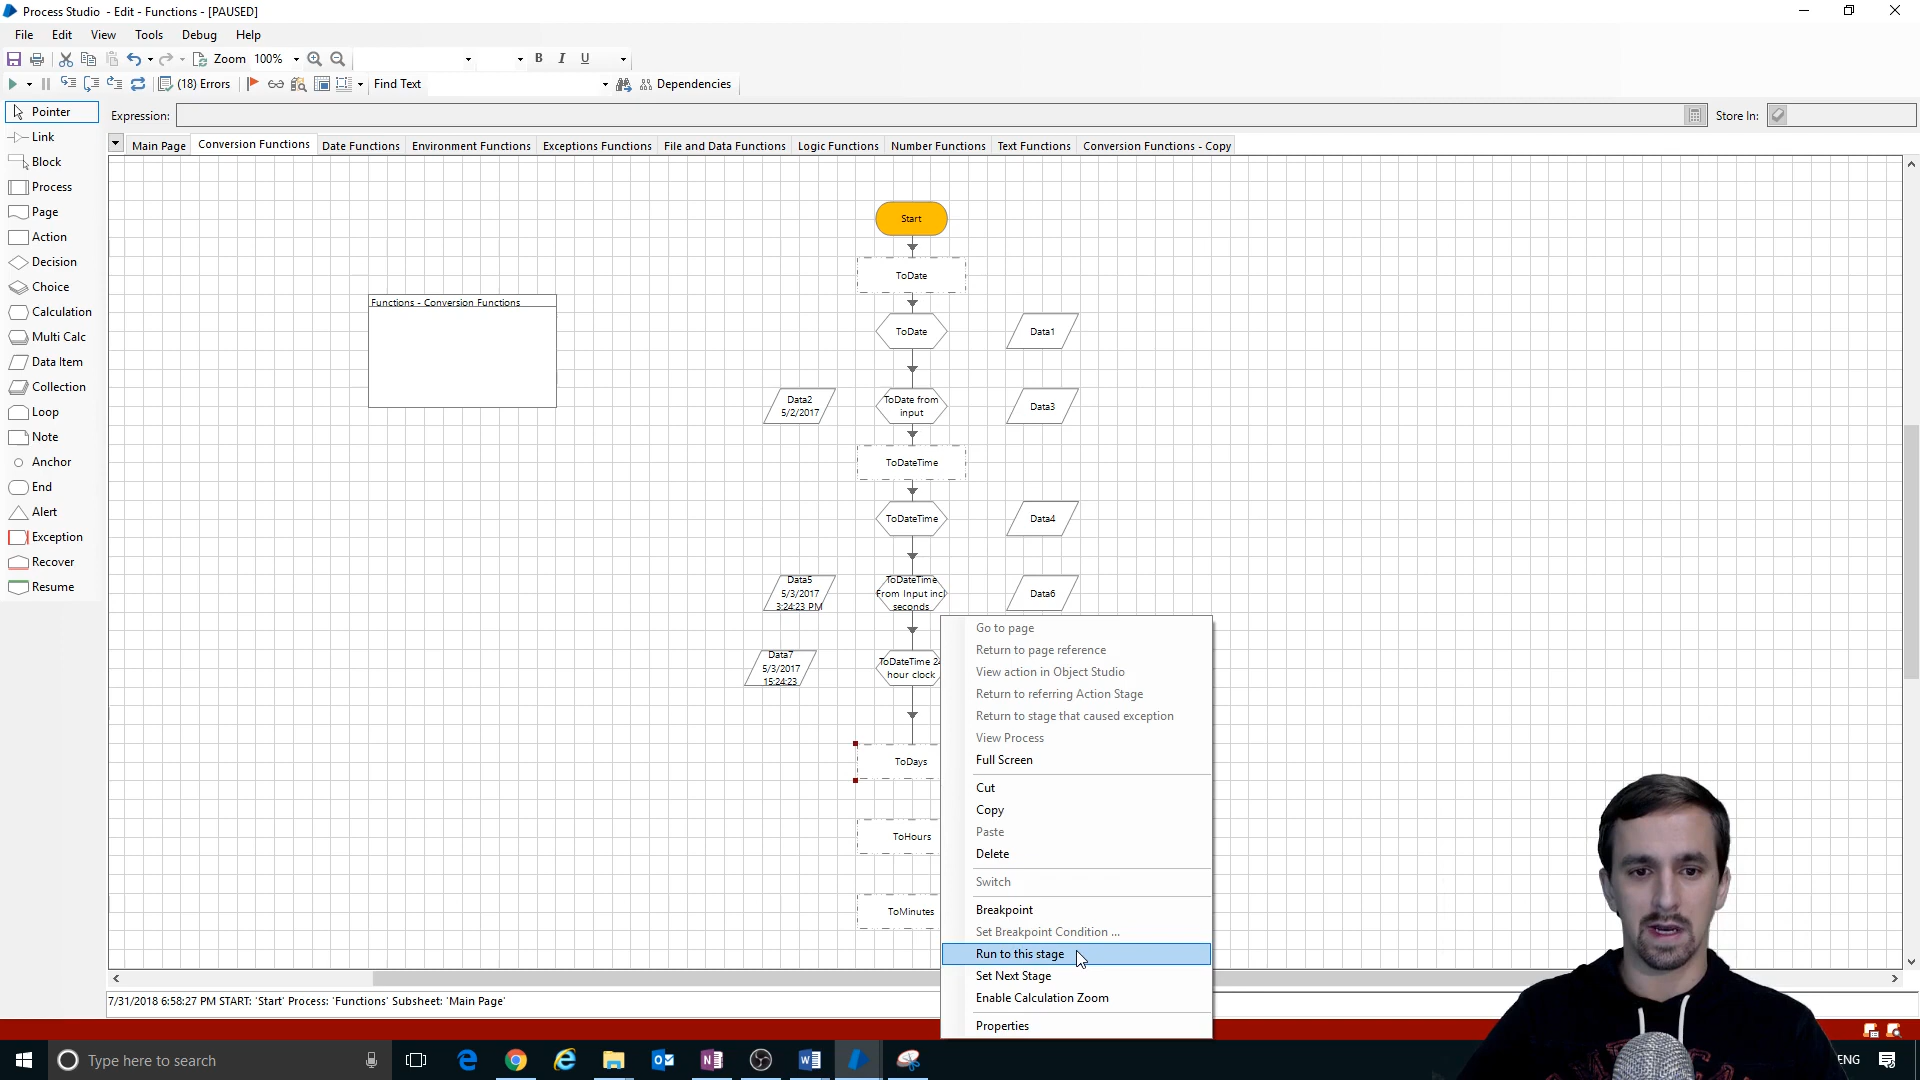 Process Studio - Edit - Functions - [PAUSED]
File Edit View Tools Debug Help
Zoom 100% B I U
(18) Errors Find Text Dependencies
Pointer
Link
Block
Process
Page
Action
Decision
Choice
Calculation
Multi Calc
Data Item
Collection
Loop
Note
Anchor
End
Alert
Exception
Recover
Resume
Expression: Store In:
Main Page Conversion Functions Date Functions Environment Functions Exceptions Functions File and Data Functions Logic Functions Number Functions Text Functions Conversion Functions - Copy
Start
ToDate
Functions - Conversion Functions
ToDate
Data1
Data2
5/2/2017
ToDate from
input
Data3
ToDateTime
ToDateTime
Data4
Data5
5/3/2017
3:24:23 PM
ToDateTime
From Input incl
seconds
Data6
Data7
5/3/2017
15:24:23
ToDateTime 24
hour clock
ToDays
ToHours
ToMinutes
Go to page
Return to page reference
View action in Object Studio
Return to referring Action Stage
Return to stage that caused exception
View Process
Full Screen
Cut
Copy
Paste
Delete
Switch
Breakpoint
Set Breakpoint Condition ...
Run to this stage
Set Next Stage
Enable Calculation Zoom
Properties
7/31/2018 6:58:27 PM START: 'Start' Process: 'Functions' Subsheet: 'Main Page'
Type here to search
ENG